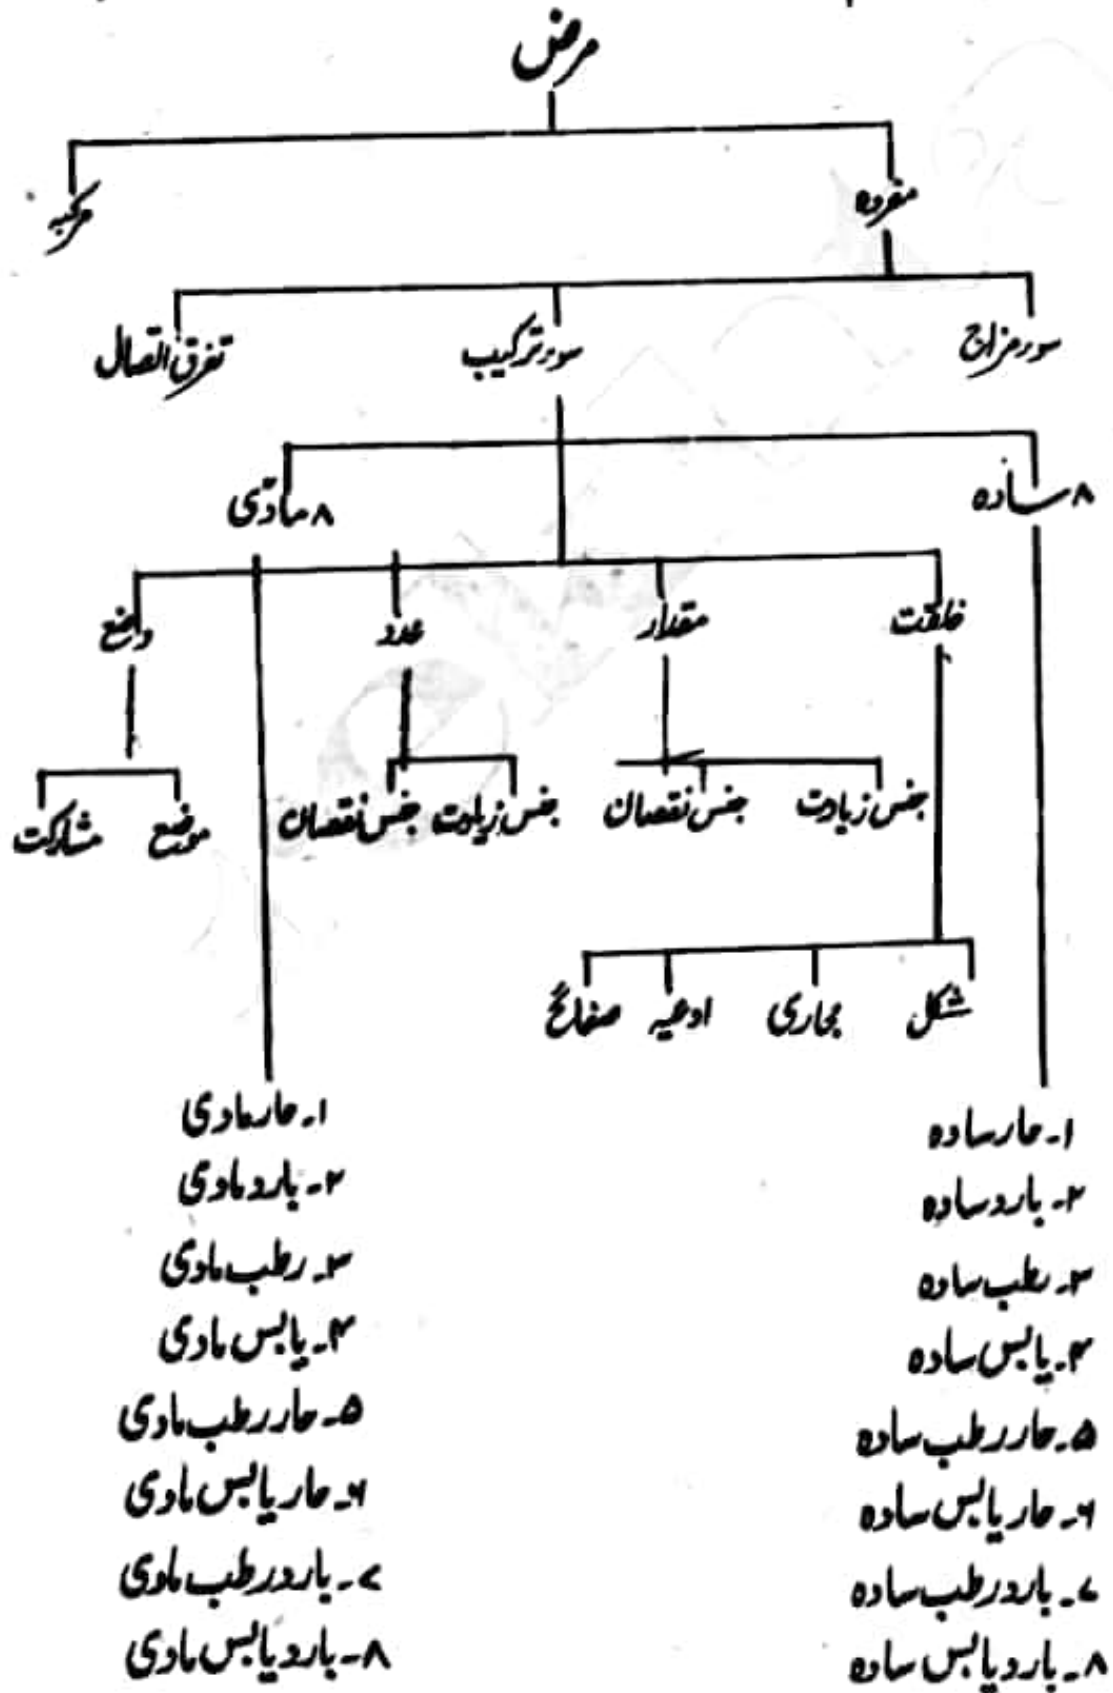 مرض
مفردہ مرکبہ
سوء مزاج سوء ترکیب تفرق اتصال
۸ سادہ ۸ مادّی
خلقت مقدار عدد وضع
جنس زیادت جنس نقصان جنس زیادت جنس نقصان موضع مشارکت
شکل مجاری ادعیہ صفائح
۱۔ حار سادہ
۲۔ بارد سادہ
۳۔ رطب سادہ
۴۔ یابس سادہ
۵۔ حار رطب سادہ
۶۔ حار یابس سادہ
۷۔ بارد رطب سادہ
۸۔ بارد یابس سادہ
۱۔ حار مادی
۲۔ بارد مادی
۳۔ رطب مادی
۴۔ یابس مادی
۵۔ حار رطب مادی
۶۔ حار یابس مادی
۷۔ بارد رطب مادی
۸۔ بارد یابس مادی